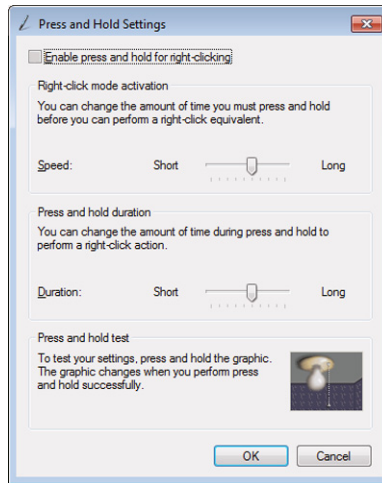 Press and Hold Settings
Enable press and hold for right-clicking
Right-click mode activation
You can change the amount of time you must press and hold
before you can perform a right-click equivalent.
Speed: Short Long
Press and hold duration
You can change the amount of time during press and hold to
perform a right-click action.
Duration: Short Long
Press and hold test
To test your settings, press and hold the graphic.
The graphic changes when you perform press
and hold successfully.
OK Cancel